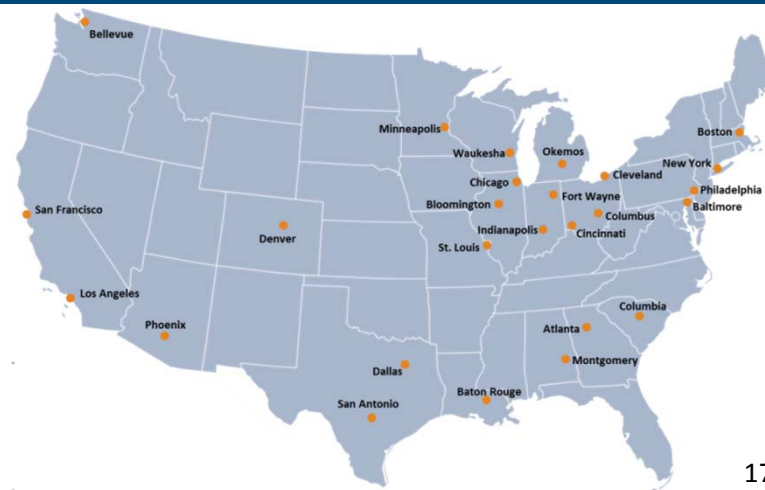 Bellevue
Minneapolis
Boston
Waukesha
Okemos
New York
Cleveland
Chicago
Philadelphia
Fort Wayne
Bloomington
Baltimore
San Francisco
Columbus
Indianapolis
Cincinnati
Denver
St. Louis
Los Angeles
Columbia
Phoenix
Atlanta
Montgomery
Dallas
Baton Rouge
San Antonio
17